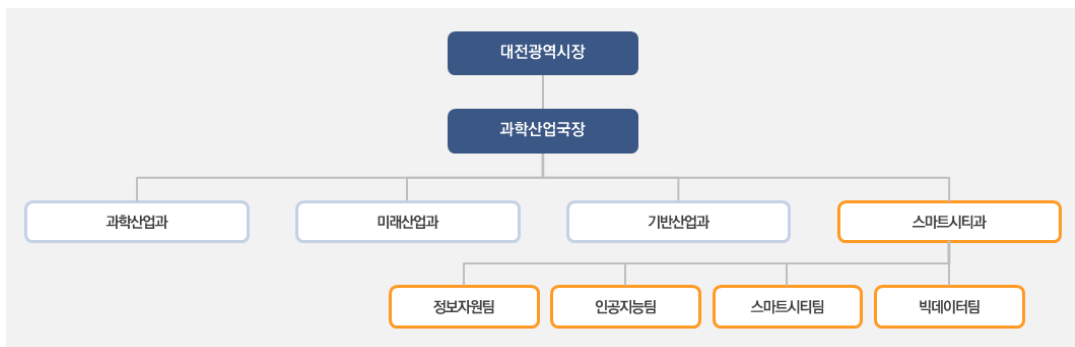 대전광역시장
과학산업국장
과학산업과
미래산업과
기반산업과
스마트시티과
정보자원팀
인공지능팀
스마트시티팀
빅데이터팀